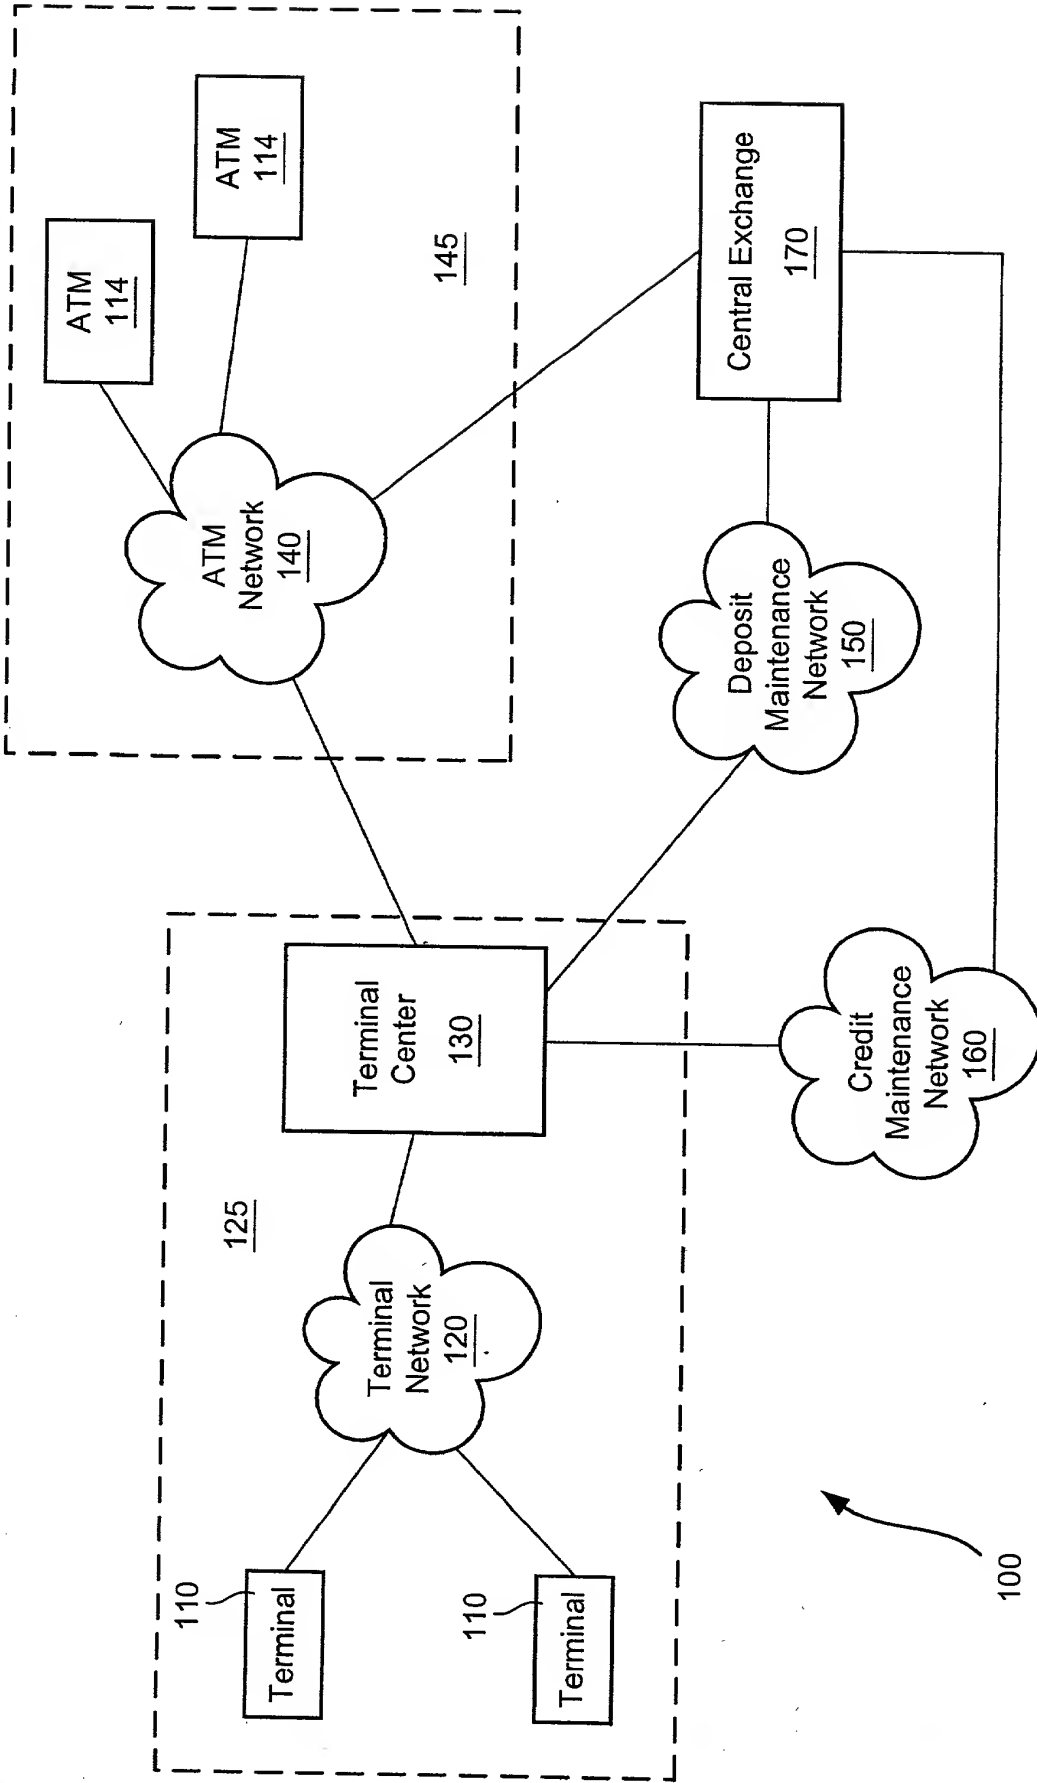 Terminal
110
Terminal
110
Terminal
Network
120
125
Terminal
Center
130
ATM
Network
140
ATM
114
ATM
114
145
Credit
Maintenance
Network
160
Deposit
Maintenance
Network
150
Central Exchange
170
100